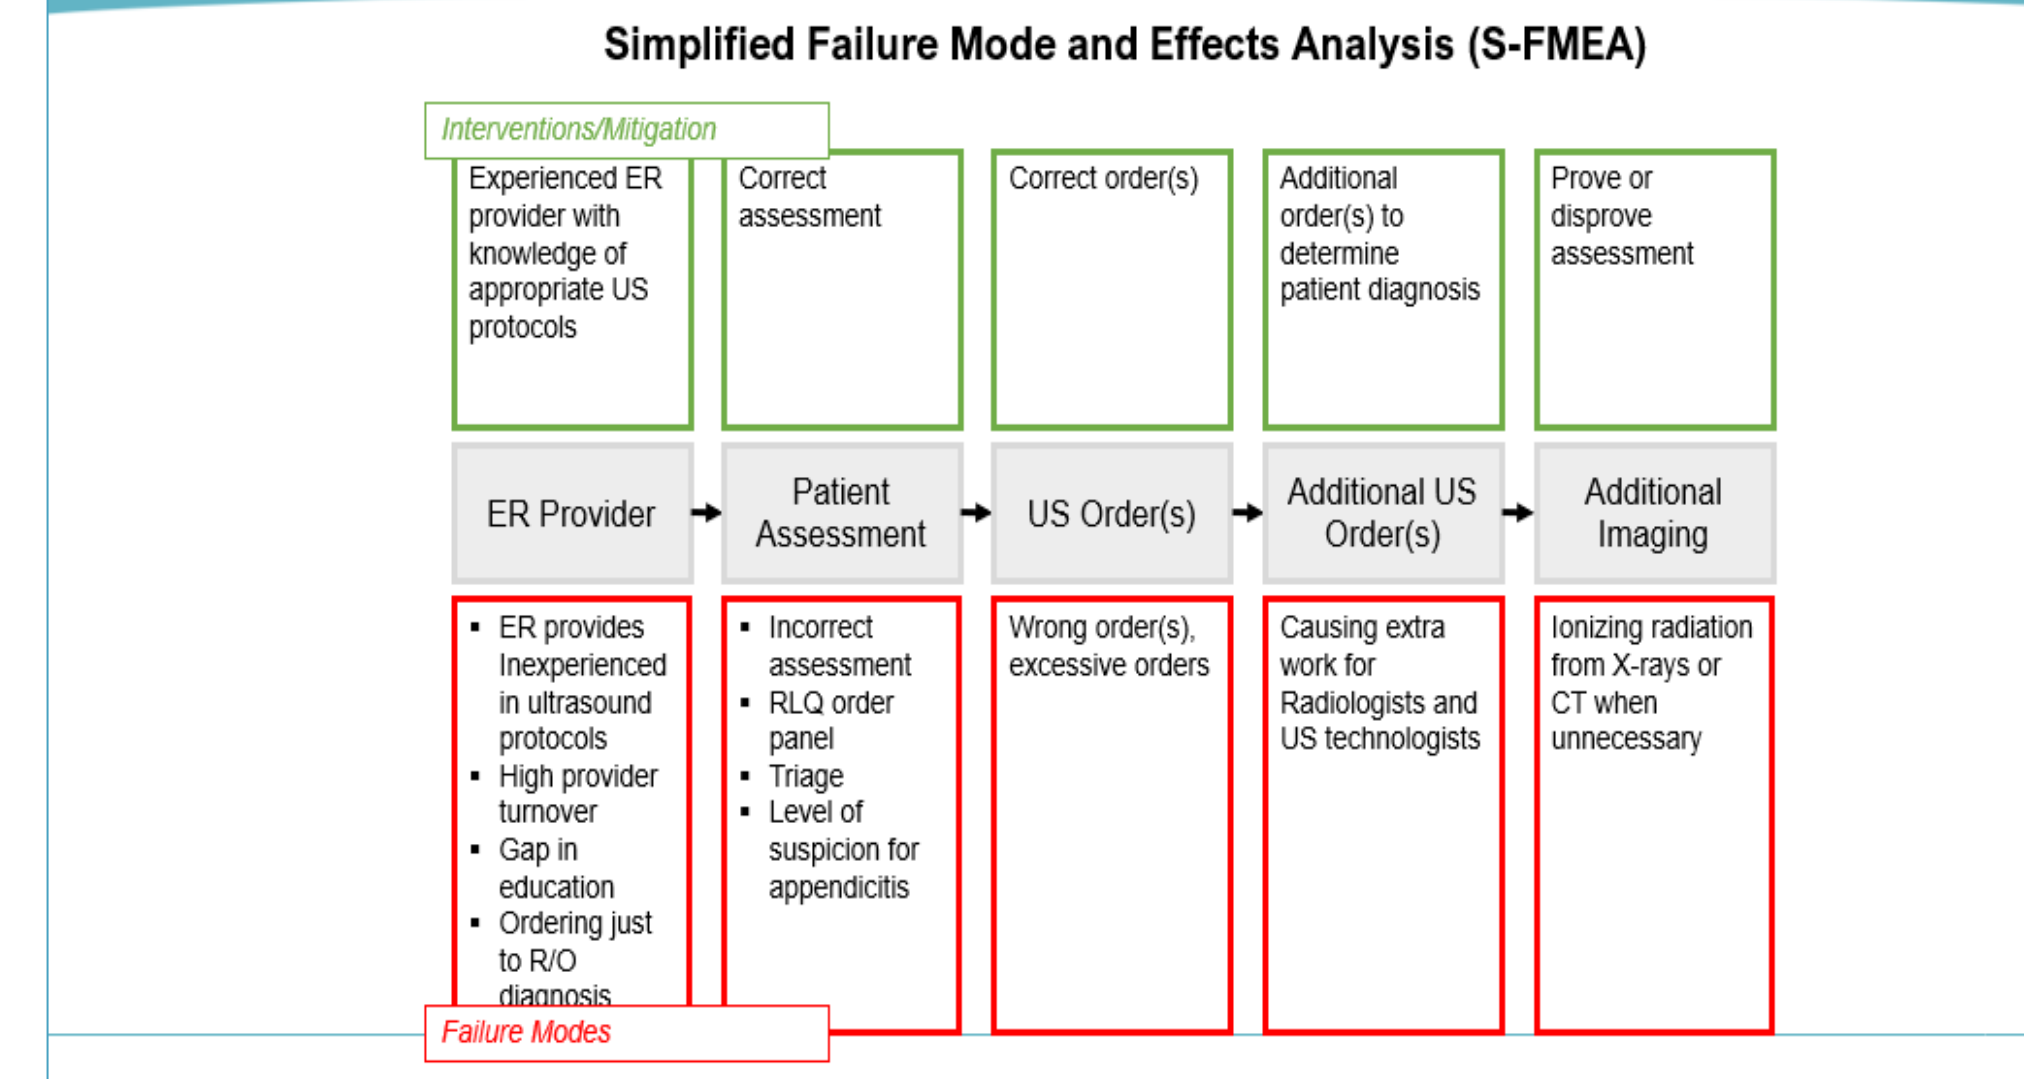 Simplified Failure Mode and Effects Analysis (S-FMEA)
Interventions/Mitigation
Experienced ER
provider with
knowledge of
appropriate US
protocols
Correct
assessment
Correct order(s)
Additional
order(s) to
determine
patient diagnosis
Prove or
disprove
assessment
ER Provider
Patient
Assessment
US Order(s)
Additional US
Order(s)
Additional
Imaging
▪ ER provides
Inexperienced
in ultrasound
protocols
▪ High provider
turnover
▪ Gap in
education
▪ Ordering just
to R/O
diagnosis
▪ Incorrect
assessment
▪ RLQ order
panel
▪ Triage
▪ Level of
suspicion for
appendicitis
Wrong order(s),
excessive orders
Causing extra
work for
Radiologists and
US technologists
Ionizing radiation
from X-rays or
CT when
unnecessary
Failure Modes